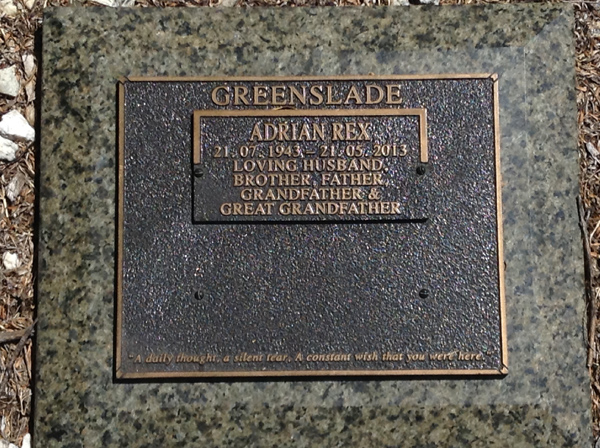 GREENSLADE
ADRIAN REX
21.07.1943 - 21.05.2013
LOVING HUSBAND,
BROTHER, FATHER,
GRANDFATHER &
GREAT GRANDFATHER
"A daily thought, a silent tear, A constant wish that you were here".